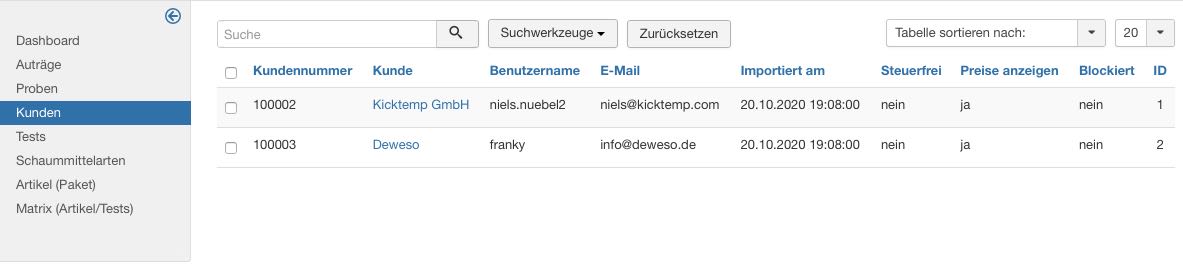 Dashboard
Auträge
Proben
Kunden
Tests
Schaummittelarten
Artikel (Paket)
Matrix (Artikel/Tests)
Suche Suchwerkzeuge Zurücksetzen Tabelle sortieren nach: 20
Kundennummer Kunde Benutzername E-Mail Importiert am Steuerfrei Preise anzeigen Blockiert ID
100002 Kicktemp GmbH niels.nuebel2 niels@kicktemp.com 20.10.2020 19:08:00 nein ja nein 1
100003 Deweso franky info@deweso.de 20.10.2020 19:08:00 nein ja nein 2